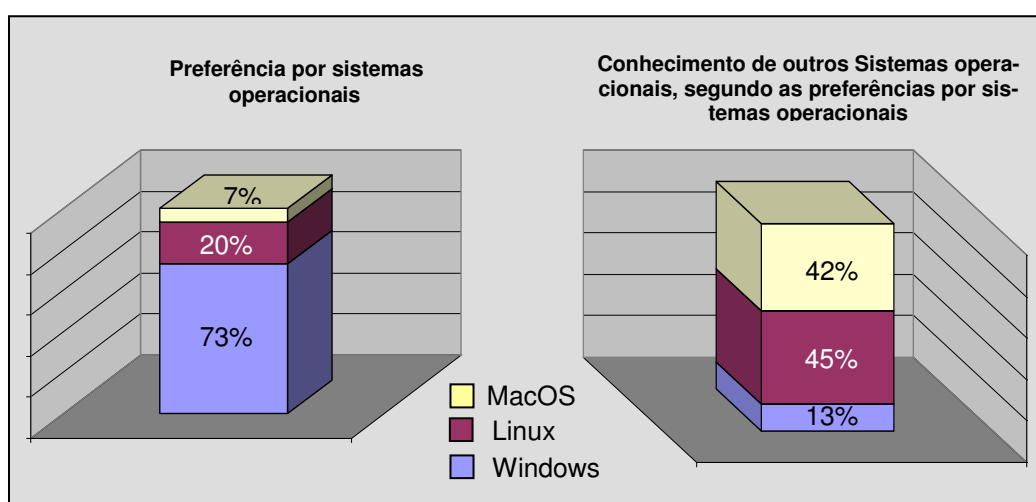 Preferência por sistemas
operacionais
7%
20%
73%
Conhecimento de outros Sistemas opera-
cionais, segundo as preferências por sis-
temas operacionais
42%
45%
13%
MacOS
Linux
Windows